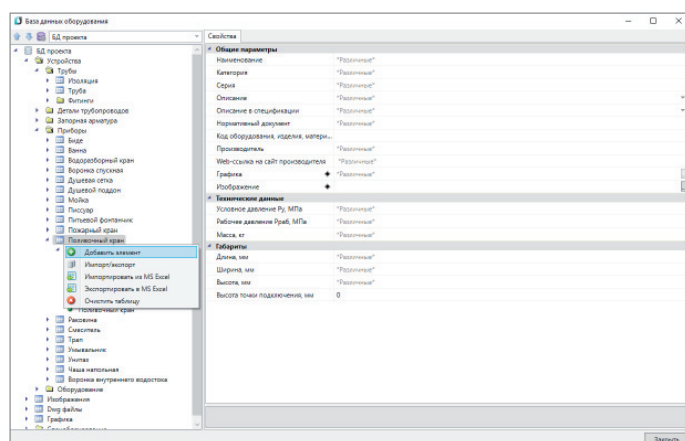 База данных оборудования
БД проекта
Свойства
БД проекта
Устройства
Трубы
Изоляция
Труба
Фитинги
Детали трубопроводов
Запорная арматура
Приборы
Биде
Ванна
Водоразборный кран
Воронка спускная
Душевая сетка
Душевой поддон
Мойка
Писсуар
Питьевой фонтанчик
Пожарный кран
Поливочный кран
Добавить элемент
Импорт/экспорт
Импортировать из MS Excel
Экспортировать в MS Excel
Очистить таблицу
Поливочный кран
Раковина
Смеситель
Трап
Умывальник
Унитаз
Чаша напольная
Воронка внутреннего водостока
Оборудование
Изображения
Dwg файлы
Графика
Общие параметры
Наименование *Различные*
Категория *Различные*
Серия *Различные*
Описание *Различные*
Описание в спецификации *Различные*
Нормативный документ *Различные*
Код оборудования, изделия, матери...
Производитель *Различные*
Web-ссылка на сайт производителя *Различные*
Графика *Различные*
Изображение
Технические данные
Условное давление Ру, МПа *Различные*
Рабочее давление Рраб, МПа *Различные*
Масса, кг *Различные*
Габариты
Длина, мм *Различные*
Ширина, мм *Различные*
Высота, мм *Различные*
Высота точки подключения, мм 0
Закрыть